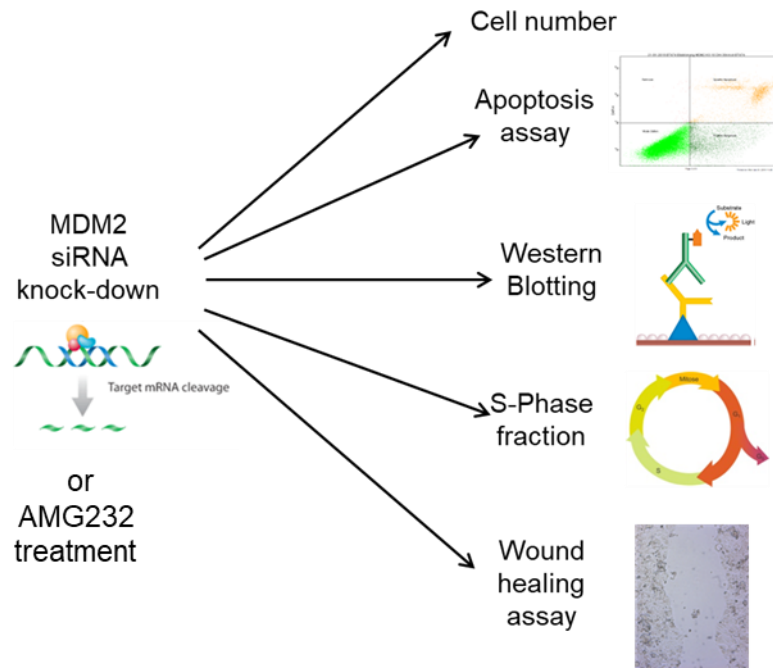 Cell number
Apoptosis
assay
MDM2
siRNA
knock-down
Target mRNA cleavage
or
AMG232
treatment
Western
Blotting
Substrate
Light
Product
S-Phase
fraction
Mitose
G₁
S
Wound
healing
assay